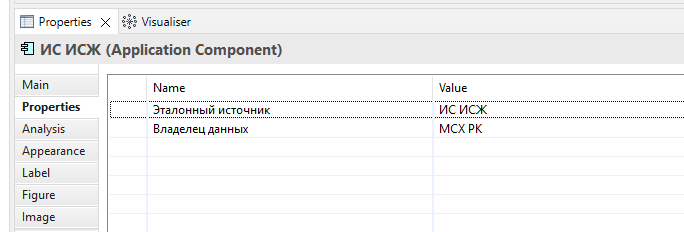 Properties
Visualiser
ИС ИСЖ (Application Component)
Main
Properties
Analysis
Appearance
Label
Figure
Image
Name Value
Эталонный источник ИС ИСЖ
Владелец данных МСХ РК